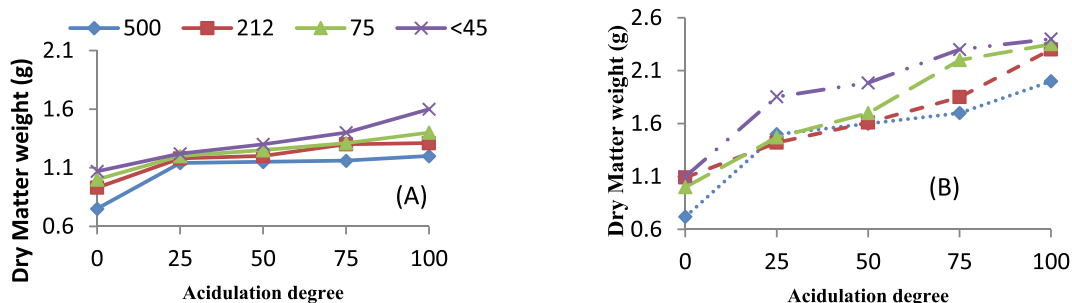 500 212 75 <45
Dry Matter weight (g)
2.1
1.6
1.1
0.6
(A)
0 25 50 75 100
Acidulation degree
Dry Matter weight (g)
2.6
2.1
1.6
1.1
0.6
(B)
0 25 50 75 100
Acidulation degree